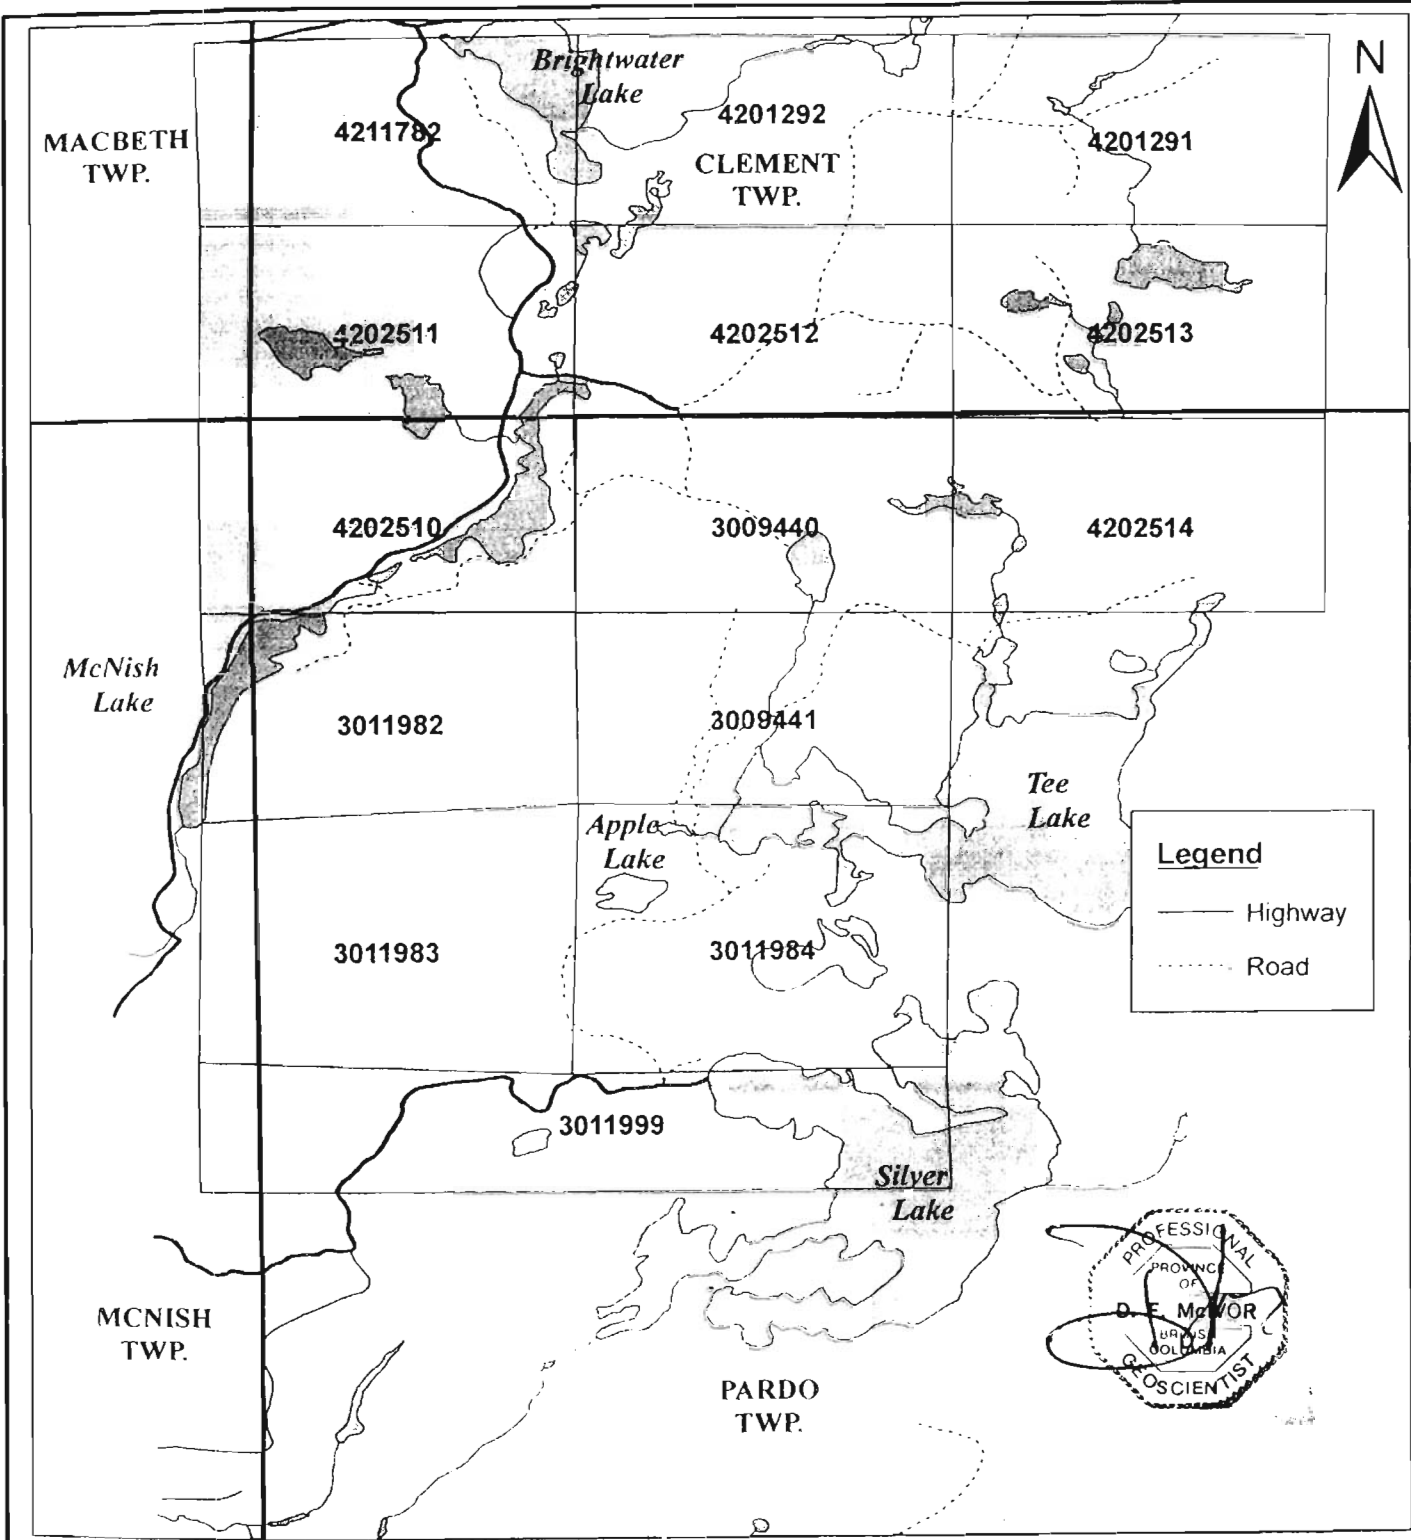 N
Brightwater
Lake
4211782
4201292
4201291
MACBETH
TWP.
CLEMENT
TWP.
4202511
4202512
4202513
4202510
3009440
4202514
McNish
Lake
3011982
3009441
Tee
Lake
Apple
Lake
Legend
Highway
Road
3011983
3011984
3011999
Silver
Lake
MCNISH
TWP.
PARDO
TWP.
PROFESSIONAL
PROVINCE
OF
D. E. McIVOR
COLUMBIA
GEOSCIENTIST